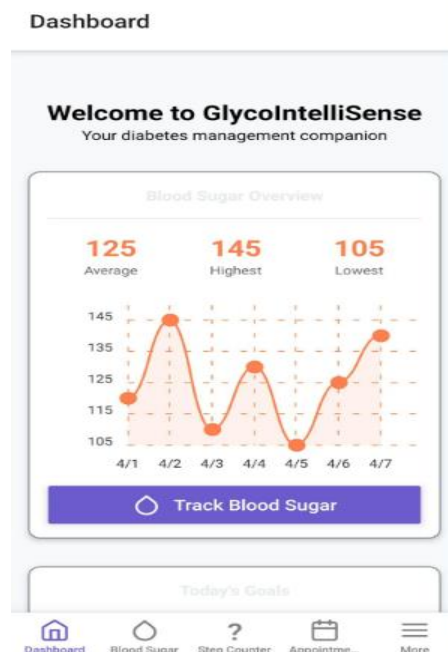 Dashboard
Welcome to GlycoIntelliSense
Your diabetes management companion
Blood Sugar Overview
125 145 105
Average Highest Lowest
145
135
125
115
105
4/1 4/2 4/3 4/4 4/5 4/6 4/7
Track Blood Sugar
Today's Goals
?
Dashboard Blood Sugar Step Counter Appointme... More